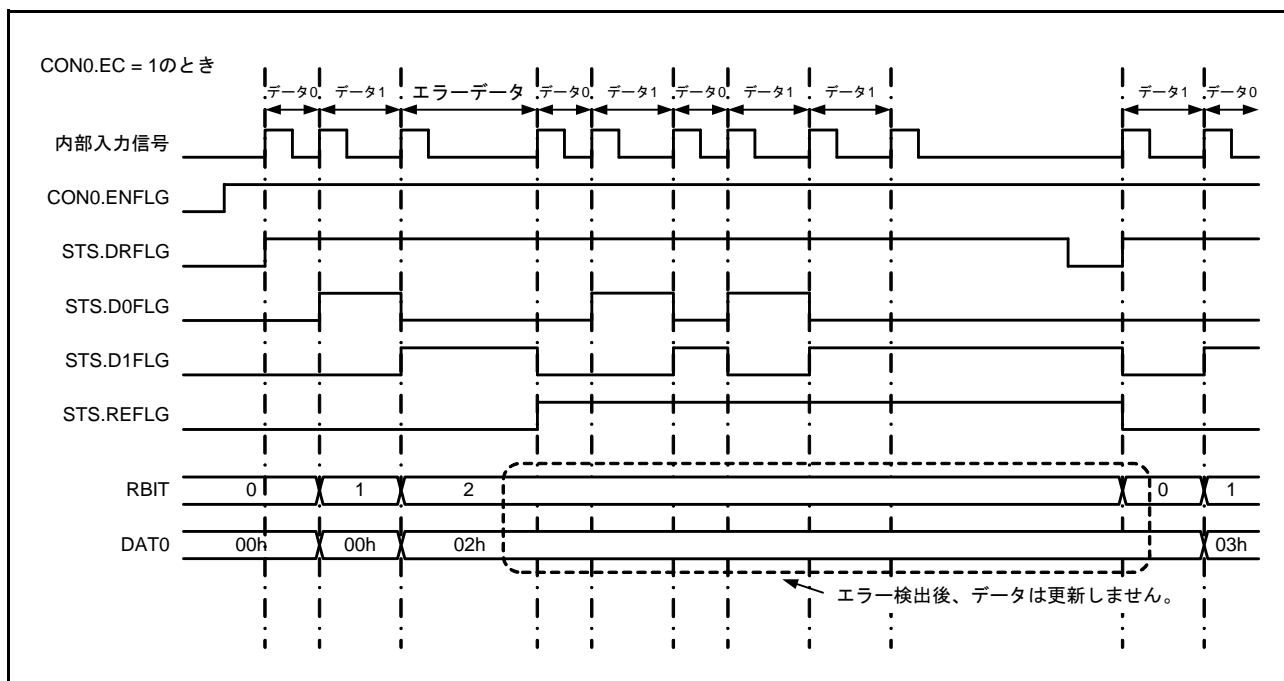 CON0.EC = 1のとき
データ0 データ1 エラーデータ データ0 データ1 データ0 データ1 データ1 データ1 データ0
内部入力信号
CON0.ENFLG
STS.DRFLG
STS.D0FLG
STS.D1FLG
STS.REFLG
RBIT 0 1 2 0 1
DAT0 00h 00h 02h 03h
エラー検出後、データは更新しません。